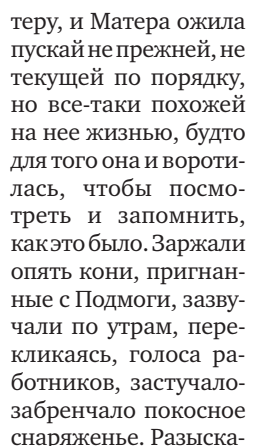 теру, и Матера ожила
пускай не прежней, не
текущей по порядку,
но все-таки похожей
на нее жизнью, будто
для того она и вороти-
лась, чтобы посмо-
треть и запомнить,
как это было. Заржали
опять кони, пригнан-
ные с Подмоги, зазву-
чали по утрам, пере-
кликаясь, голоса ра-
ботников, застучало-
забренчало покосное
снаряженье. Разыска-